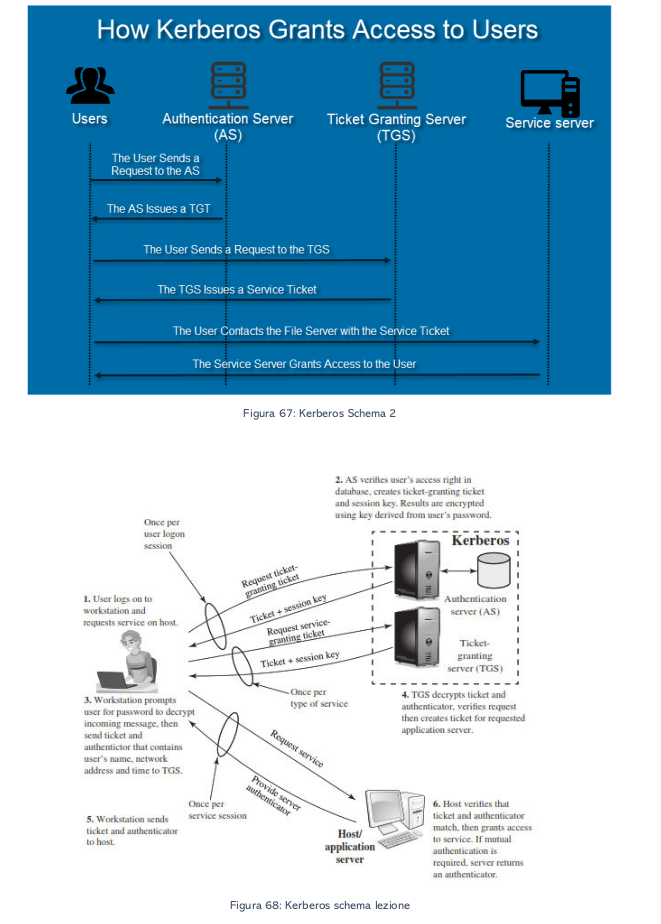 How Kerberos Grants Access to Users
Users
Authentication Server
(AS)
Ticket Granting Server
(TGS)
Service server
The User Sends a
Request to the AS
The AS Issues a TGT
The User Sends a Request to the TGS
The TGS Issues a Service Ticket
The User Contacts the File Server with the Service Ticket
The Service Server Grants Access to the User
Figura 67: Kerberos Schema 2
2. AS verifies user's access right in
database, creates ticket-granting ticket
and session key. Results are encrypted
using key derived from user's password.
Once per
user logon
session
Kerberos
Request ticket-
granting ticket
1. User logs on to
workstation and
requests service on host.
Ticket + session key
Authentication
server (AS)
Request service-
granting ticket
Ticket + session key
Ticket-
granting
server (TGS)
Once per
type of service
3. Workstation prompts
user for password to decrypt
incoming message, then
send ticket and
authentictor that contains
user's name, network
address and time to TGS.
4. TGS decrypts ticket and
authenticator, verifies request
then creates ticket for requested
application server.
Request service
Provide server
authenticator
Once per
service session
5. Workstation sends
ticket and authenticator
to host.
Host/
application
server
6. Host verifies that
ticket and authenticator
match, then grants access
to service. If mutual
authentication is
required, server returns
an authenticator.
Figura 68: Kerberos schema lezione